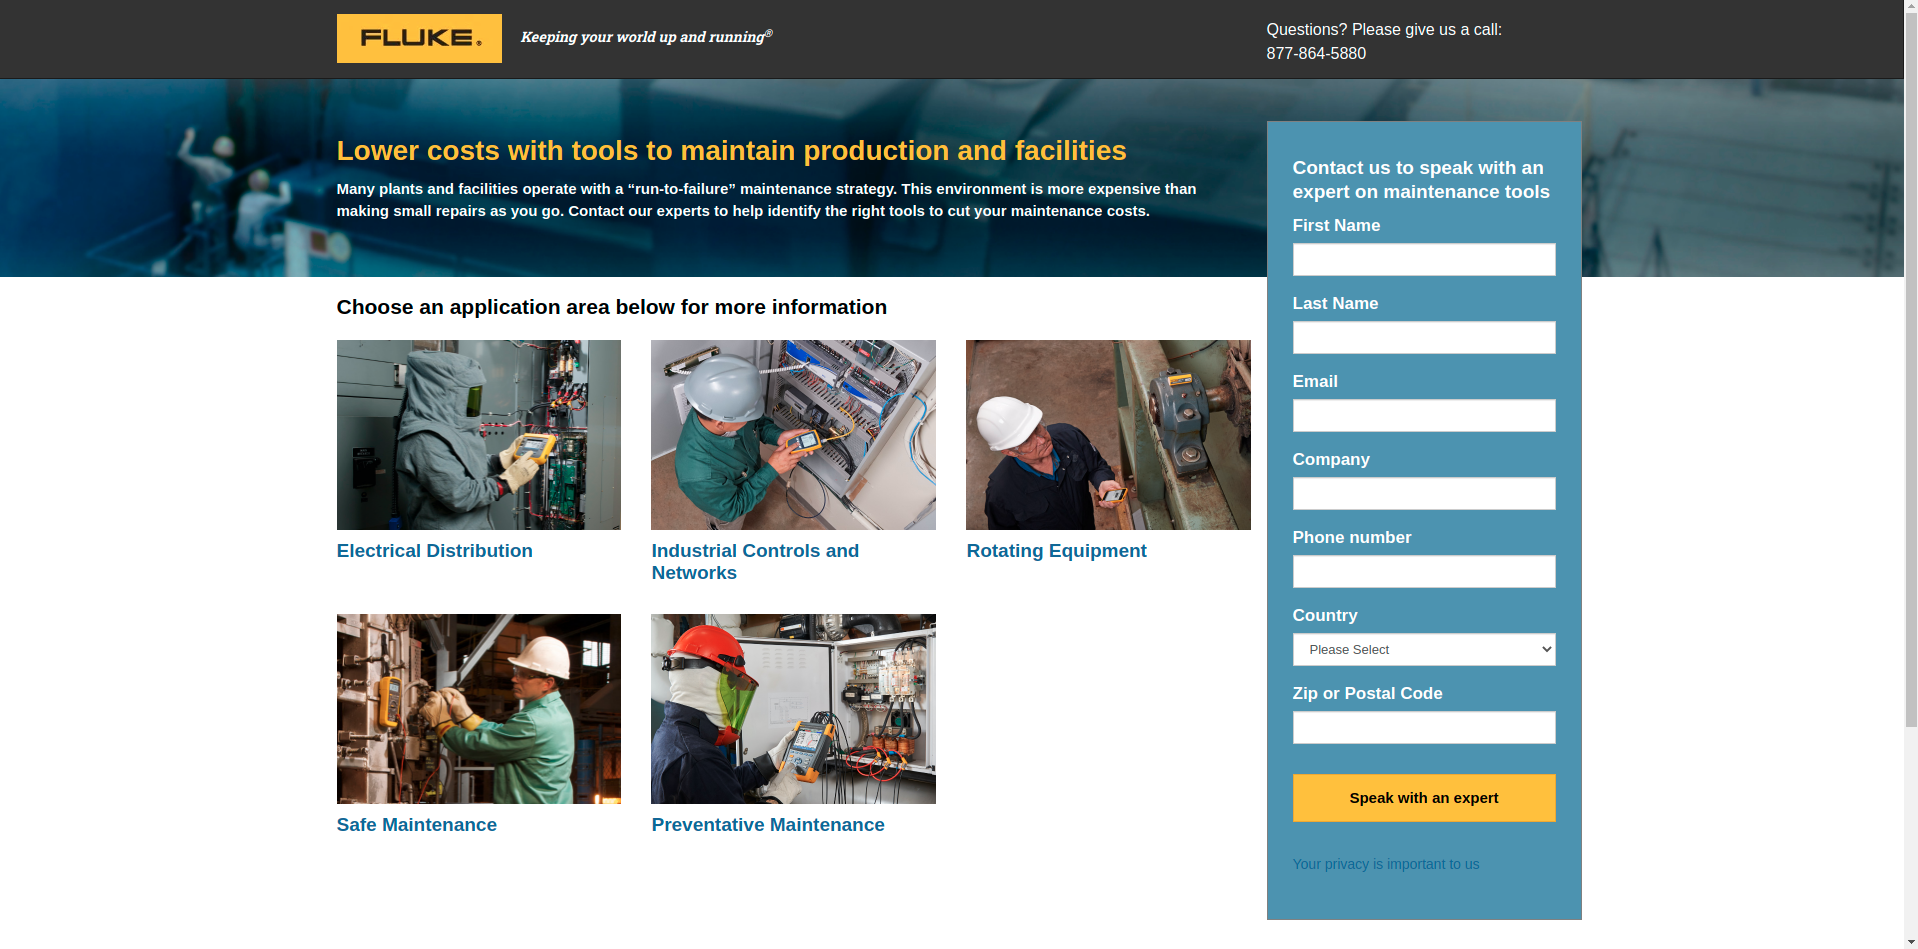 FLUKE®
Keeping your world up and running®
Questions? Please give us a call:
877-864-5880
Lower costs with tools to maintain production and facilities
Many plants and facilities operate with a “run-to-failure” maintenance strategy. This environment is more expensive than
making small repairs as you go. Contact our experts to help identify the right tools to cut your maintenance costs.
Choose an application area below for more information
Electrical Distribution
Industrial Controls and
Networks
Rotating Equipment
Safe Maintenance
Preventative Maintenance
Contact us to speak with an
expert on maintenance tools
First Name
Last Name
Email
Company
Phone number
Country
Please Select
Zip or Postal Code
Speak with an expert
Your privacy is important to us